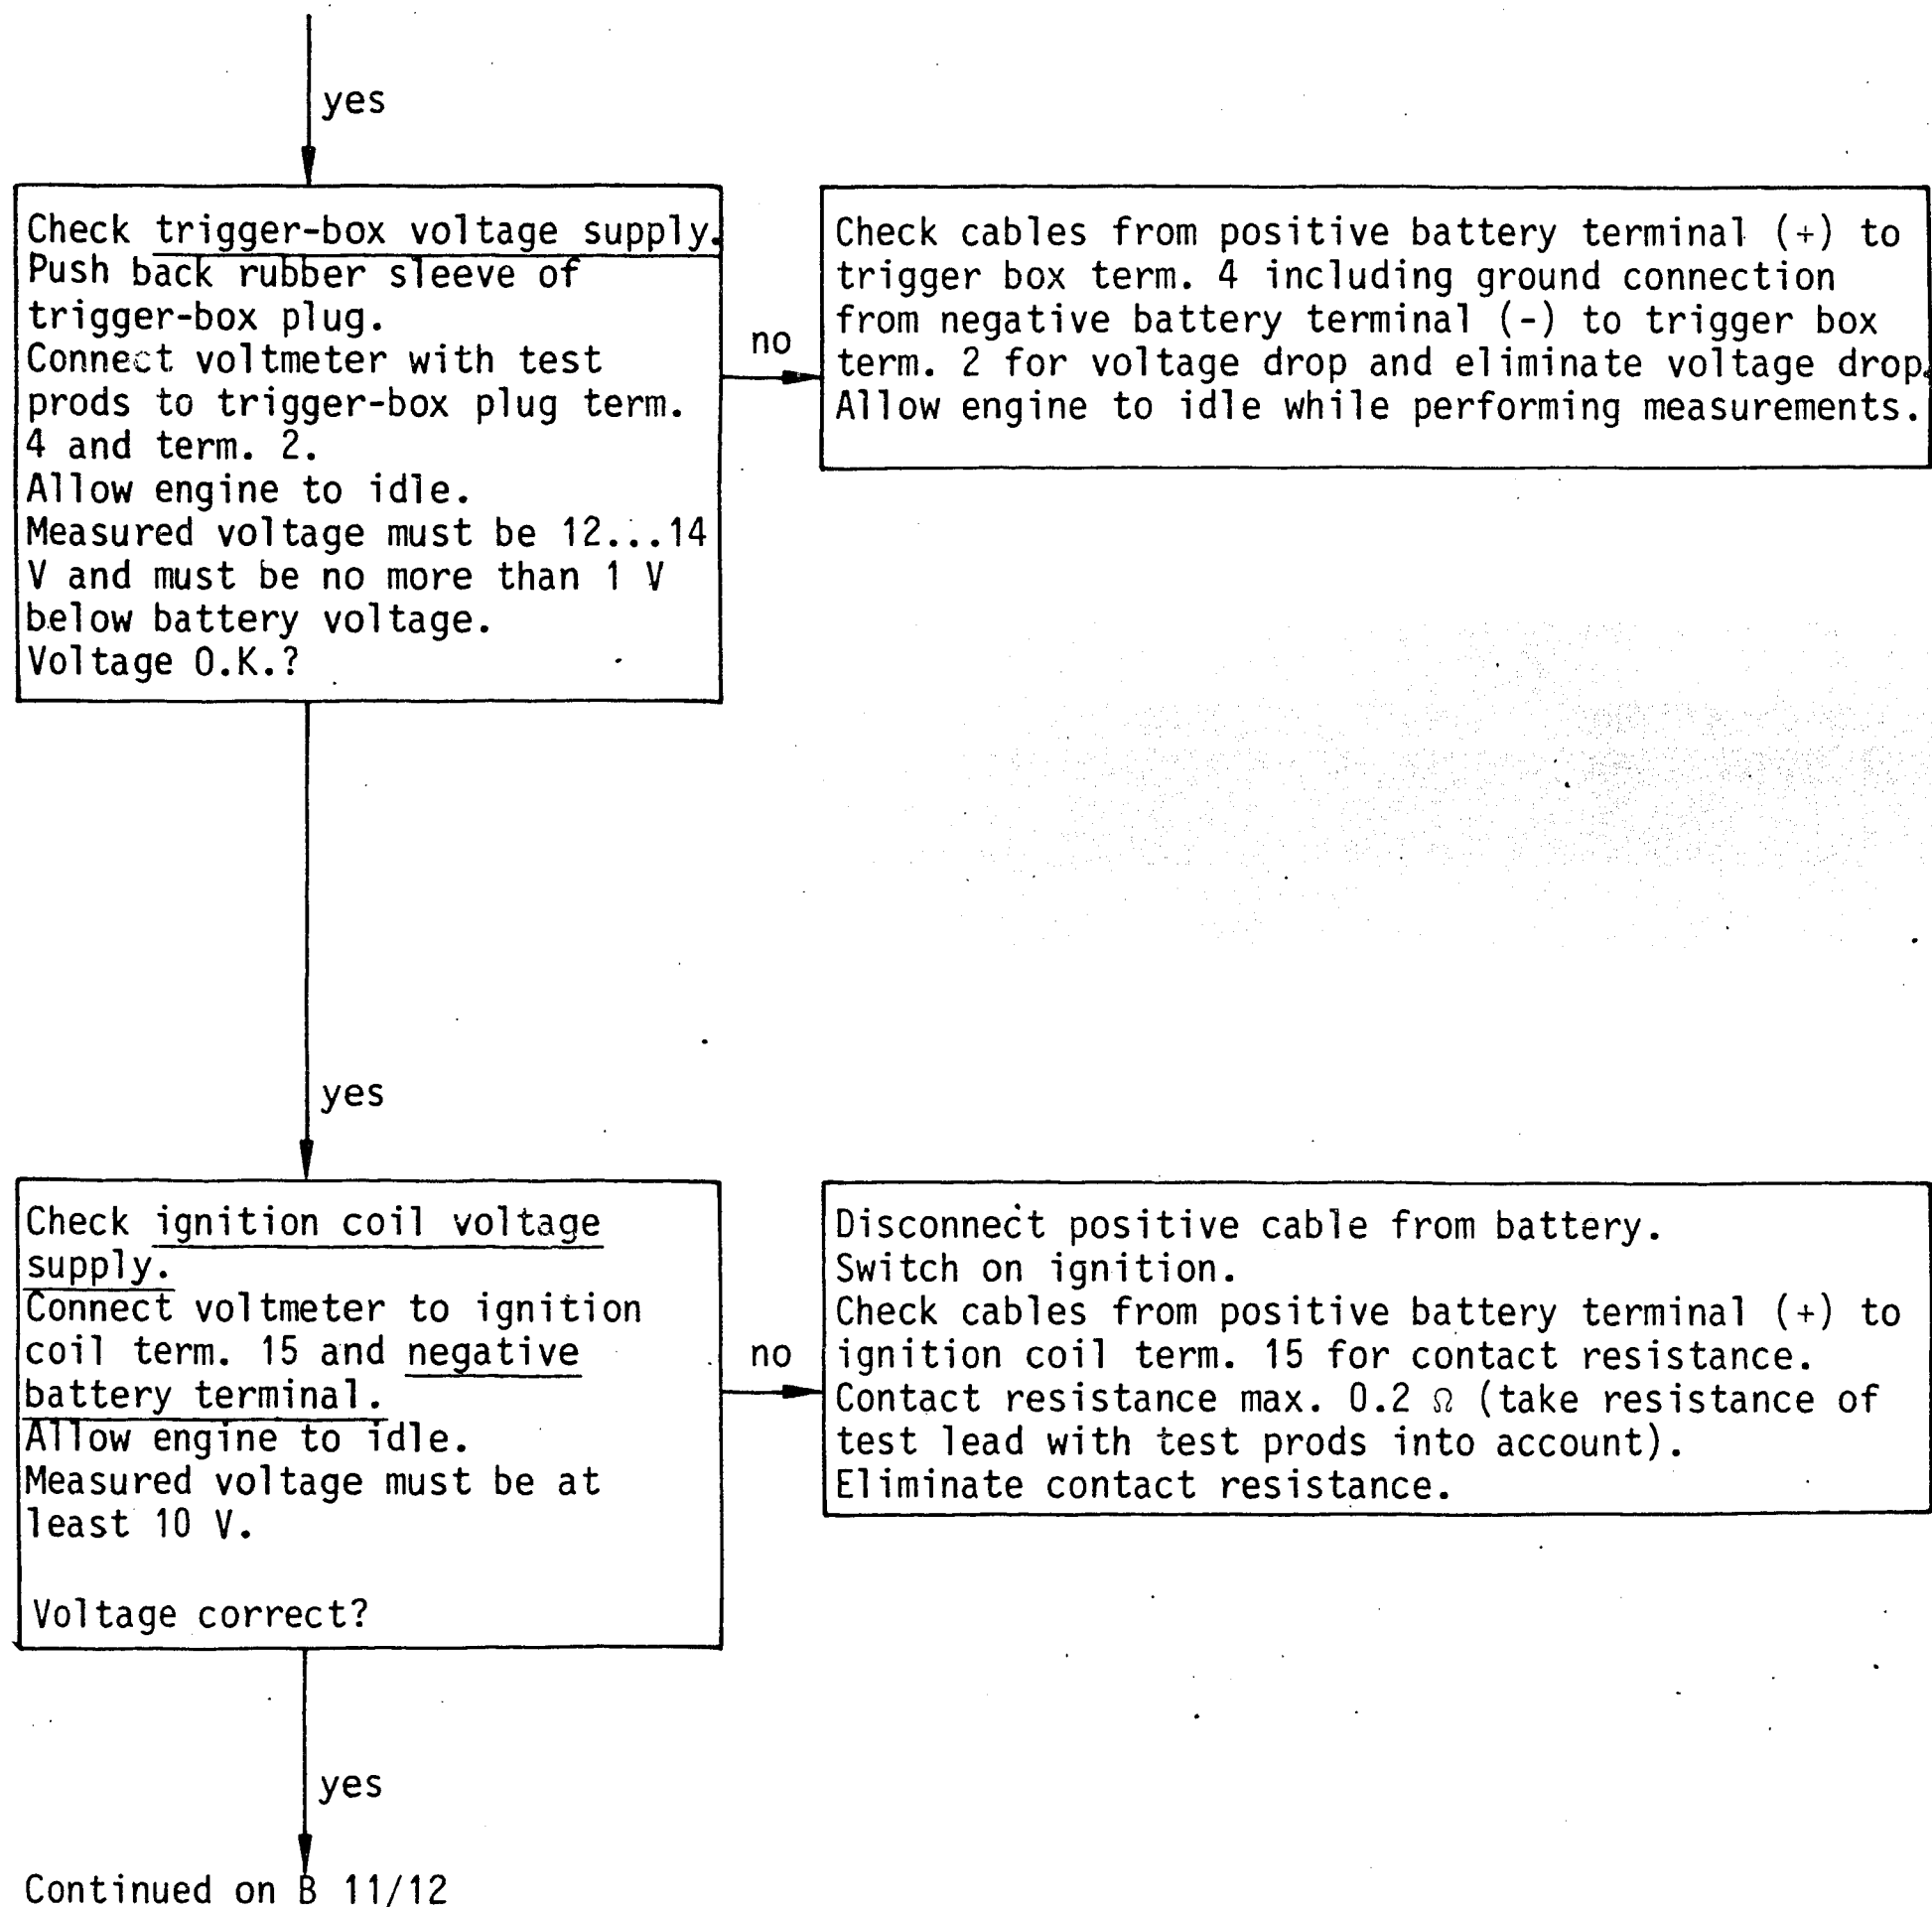 yes
Check trigger-box voltage supply.
Push back rubber sleeve of
trigger-box plug.
Connect voltmeter with test
prods to trigger-box plug term.
4 and term. 2.
Allow engine to idle.
Measured voltage must be 12...14
V and must be no more than 1 V
below battery voltage.
Voltage O.K.?
no
Check cables from positive battery terminal (+) to
trigger box term. 4 including ground connection
from negative battery terminal (-) to trigger box
term. 2 for voltage drop and eliminate voltage drop.
Allow engine to idle while performing measurements.
yes
Check ignition coil voltage
supply.
Connect voltmeter to ignition
coil term. 15 and negative
battery terminal.
Allow engine to idle.
Measured voltage must be at
least 10 V.
Voltage correct?
no
Disconnect positive cable from battery.
Switch on ignition.
Check cables from positive battery terminal (+) to
ignition coil term. 15 for contact resistance.
Contact resistance max. 0.2 Ω (take resistance of
test lead with test prods into account).
Eliminate contact resistance.
yes
Continued on B 11/12